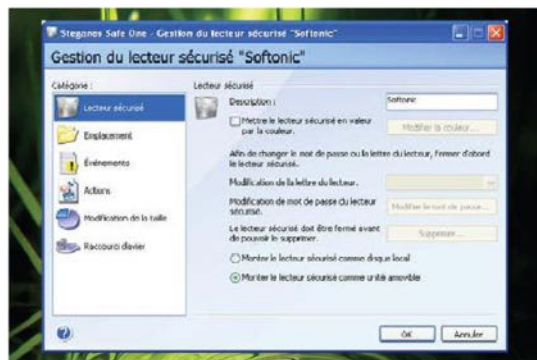 Steganos Safe One - Gestion du lecteur sécurisé "Softonic"
Gestion du lecteur sécurisé "Softonic"
Catégorie :
Lecteur sécurisé
Emplacement
Événements
Actions
Modification de la taille
Raccourci clavier
Lecteur sécurisé
Description :
Softonic
Mettre le lecteur sécurisé en valeur
par la couleur.
Modifier la couleur...
Afin de changer le mot de passe ou la lettre du lecteur, fermer d'abord
le lecteur sécurisé.
Modification de la lettre du lecteur.
Modification de mot de passe du lecteur
sécurisé.
Modifier le mot de passe...
Le lecteur sécurisé doit être fermé avant
de pouvoir le supprimer.
Supprimer...
Monter le lecteur sécurisé comme disque local
Monter le lecteur sécurisé comme unité amovible
OK
Annuler